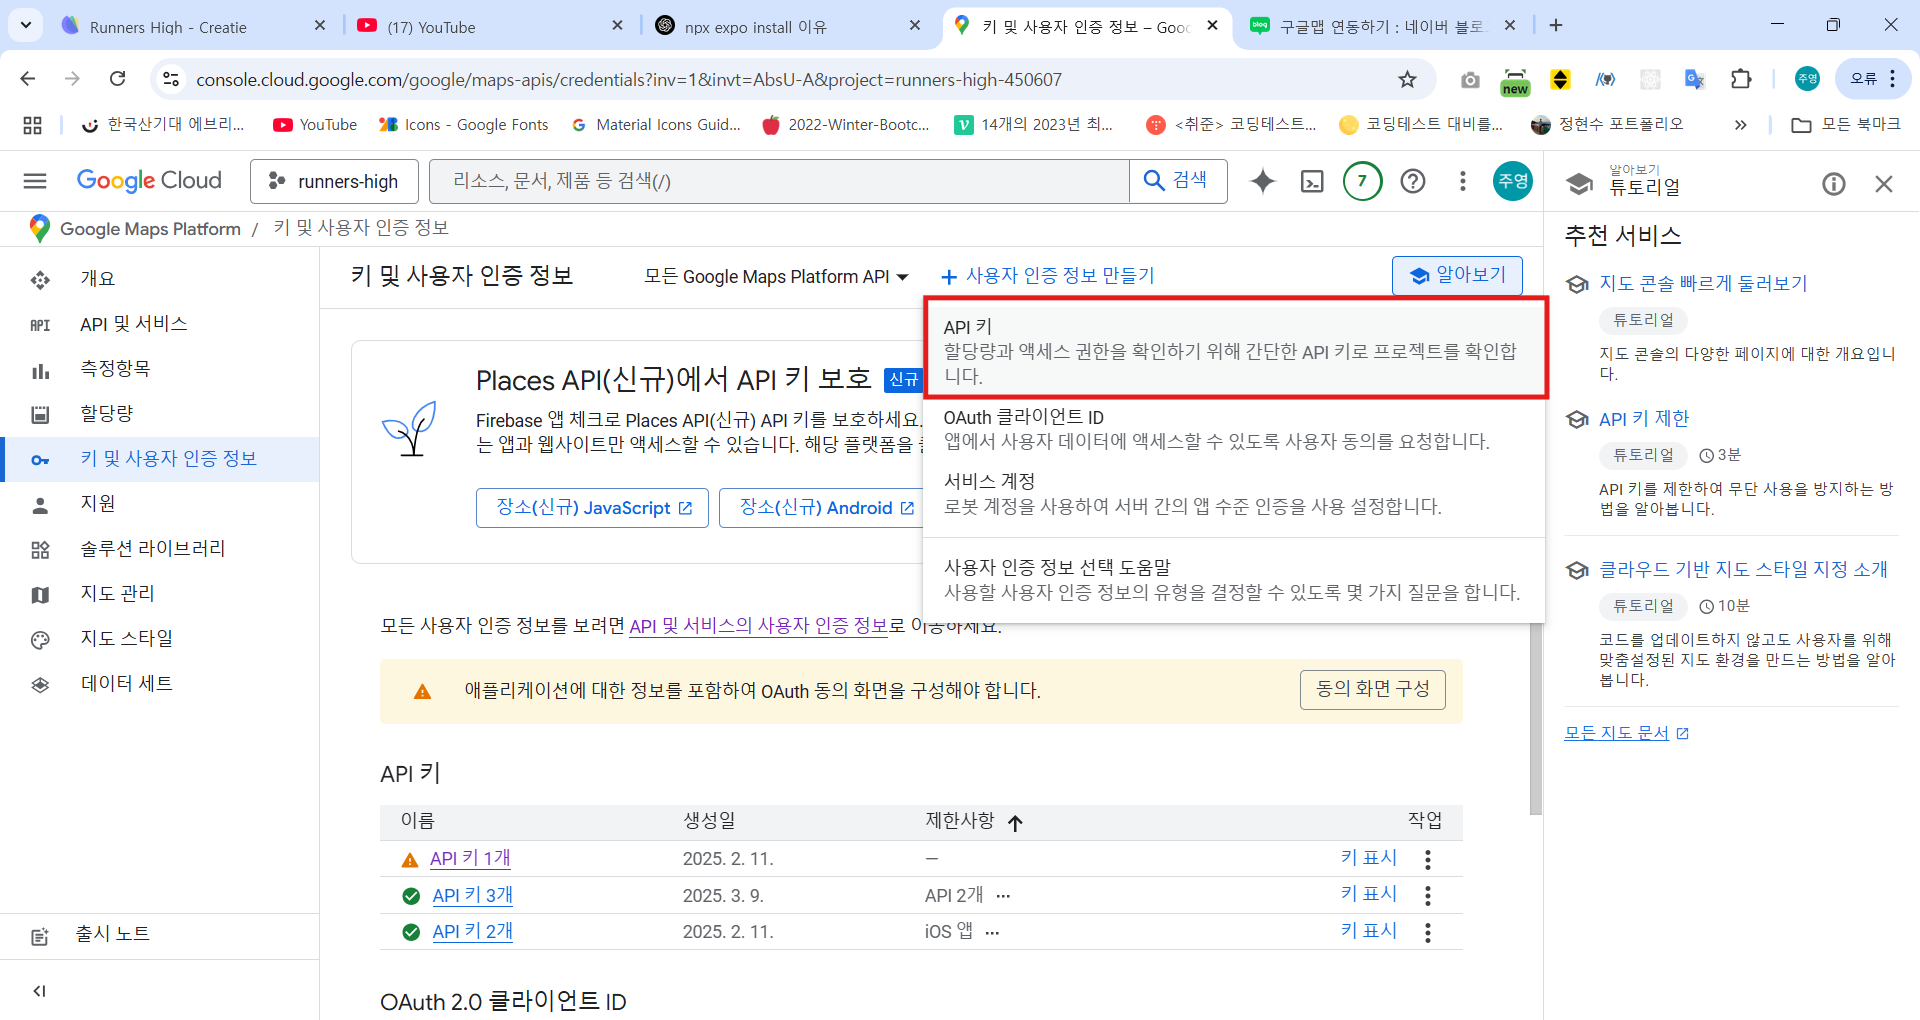 Runners High - Creatie
(17) YouTube
npx expo install 이유
키 및 사용자 인증 정보 – Goo
구글맵 연동하기 : 네이버 블로
console.cloud.google.com/google/maps-apis/credentials?inv=1&invt=AbsU-A&project=runners-high-450607
new
주영
오류
한국산기대 에브리...
YouTube
Icons - Google Fonts
Material Icons Guid...
2022-Winter-Bootc...
14개의 2023년 최...
<취준> 코딩테스트...
코딩테스트 대비를...
정현수 포트폴리오
모든 북마크
Google Cloud
runners-high
리소스, 문서, 제품 등 검색(/)
검색
7
주영
알아보기
튜토리얼
Google Maps Platform / 키 및 사용자 인증 정보
개요
API API 및 서비스
측정항목
할당량
키 및 사용자 인증 정보
지원
솔루션 라이브러리
지도 관리
지도 스타일
데이터 세트
출시 노트
키 및 사용자 인증 정보
모든 Google Maps Platform API
사용자 인증 정보 만들기
알아보기
API 키
할당량과 액세스 권한을 확인하기 위해 간단한 API 키로 프로젝트를 확인합
니다.
OAuth 클라이언트 ID
앱에서 사용자 데이터에 액세스할 수 있도록 사용자 동의를 요청합니다.
서비스 계정
로봇 계정을 사용하여 서버 간의 앱 수준 인증을 사용 설정합니다.
사용자 인증 정보 선택 도움말
사용할 사용자 인증 정보의 유형을 결정할 수 있도록 몇 가지 질문을 합니다.
Places API(신규)에서 API 키 보호 신규
Firebase 앱 체크로 Places API(신규) API 키를 보호하세요.
는 앱과 웹사이트만 액세스할 수 있습니다. 해당 플랫폼을
장소(신규) JavaScript
장소(신규) Android
모든 사용자 인증 정보를 보려면 API 및 서비스의 사용자 인증 정보로 이동하세요.
애플리케이션에 대한 정보를 포함하여 OAuth 동의 화면을 구성해야 합니다.
동의 화면 구성
API 키
이름 생성일 제한사항 작업
API 키 1개 2025. 2. 11. — 키 표시
API 키 3개 2025. 3. 9. API 2개 ... 키 표시
API 키 2개 2025. 2. 11. iOS 앱 ... 키 표시
OAuth 2.0 클라이언트 ID
추천 서비스
지도 콘솔 빠르게 둘러보기
튜토리얼
지도 콘솔의 다양한 페이지에 대한 개요입니
다.
API 키 제한
튜토리얼 3분
API 키를 제한하여 무단 사용을 방지하는 방
법을 알아봅니다.
클라우드 기반 지도 스타일 지정 소개
튜토리얼 10분
코드를 업데이트하지 않고도 사용자를 위해
맞춤설정된 지도 환경을 만드는 방법을 알아
봅니다.
모든 지도 문서